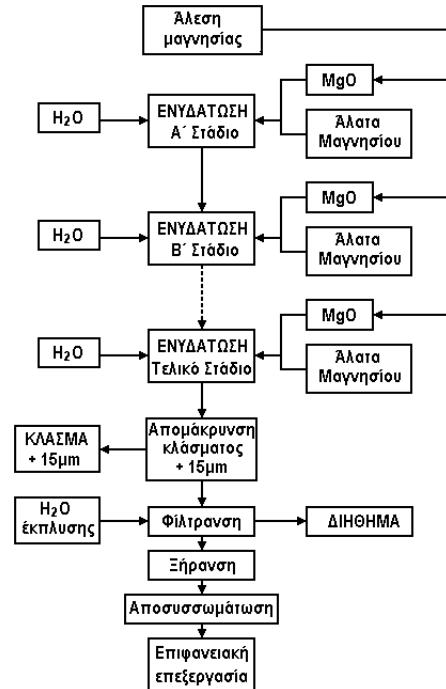 Άλεση
μαγνησίας
MgO
H₂O
ΕΝΥΔΑΤΩΣΗ
Α΄ Στάδιο
Άλατα
Μαγνησίου
MgO
H₂O
ΕΝΥΔΑΤΩΣΗ
Β΄ Στάδιο
Άλατα
Μαγνησίου
MgO
H₂O
ΕΝΥΔΑΤΩΣΗ
Τελικό Στάδιο
Άλατα
Μαγνησίου
ΚΛΑΣΜΑ
+ 15μm
Απομάκρυνση
κλάσματος
+ 15μm
H₂O
έκπλυσης
Φίλτρανση
ΔΙΗΘΗΜΑ
Ξήρανση
Αποσυσσωμάτωση
Επιφανειακή
επεξεργασία